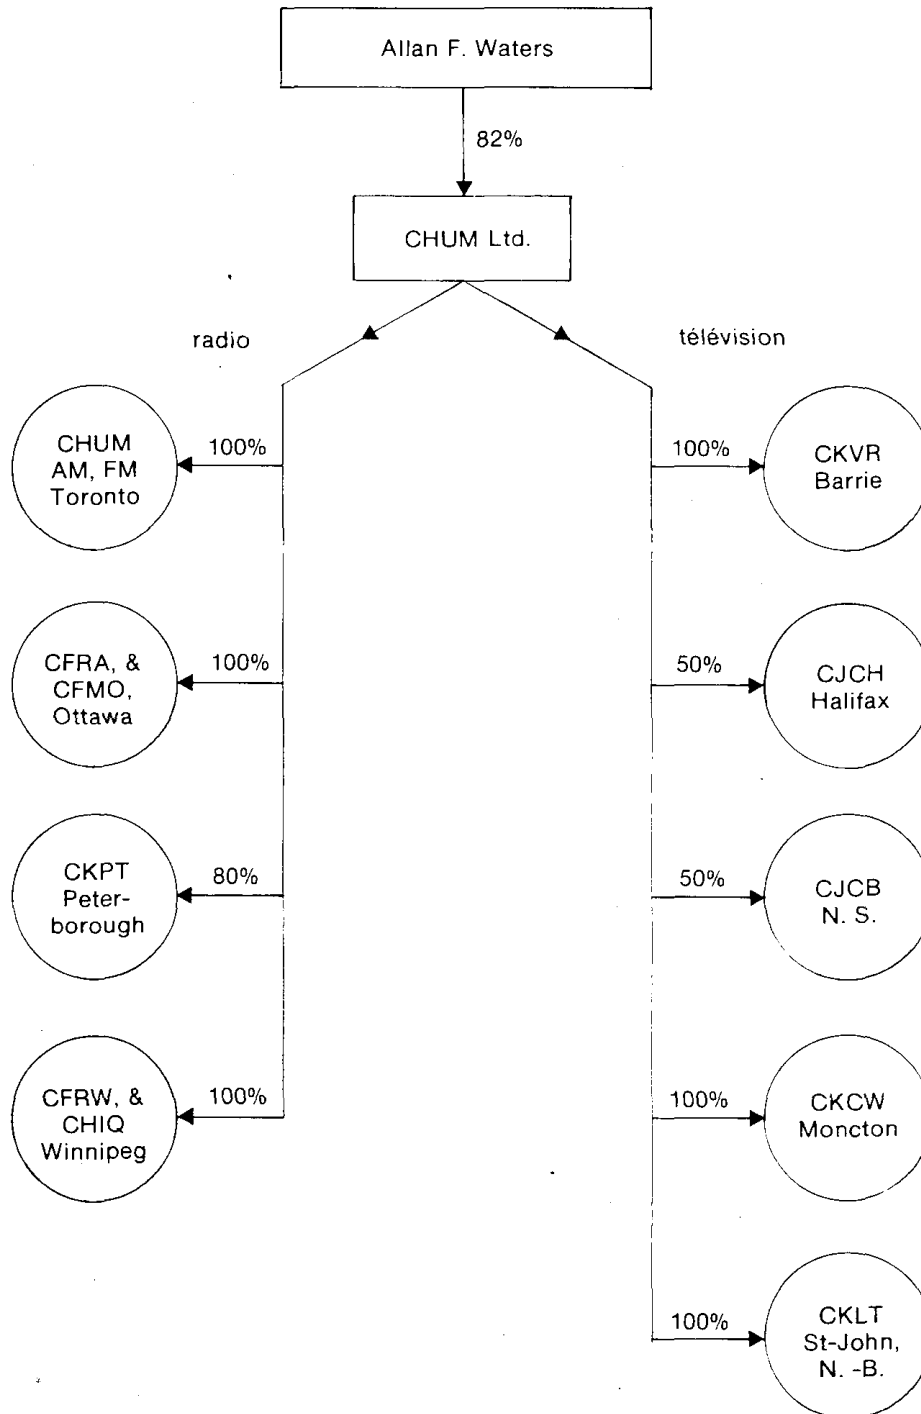 Allan F. Waters
82%
CHUM Ltd.
radio
télévision
100%
CHUM
AM, FM
Toronto
100%
CFRA, &
CFMO,
Ottawa
80%
CKPT
Peter-
borough
100%
CFRW, &
CHIQ
Winnipeg
100%
CKVR
Barrie
50%
CJCH
Halifax
50%
CJCB
N. S.
100%
CKCW
Moncton
100%
CKLT
St-John,
N. -B.